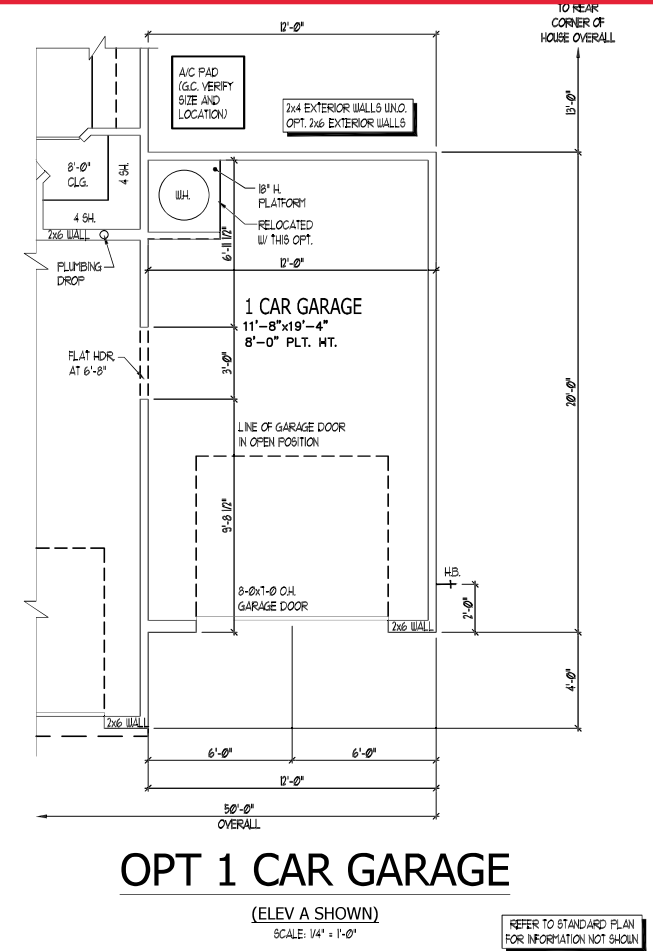 TO REAR
CORNER OF
HOUSE OVERALL
12'-0"
A/C PAD
(G.C. VERIFY
SIZE AND
LOCATION)
2x4 EXTERIOR WALLS U.N.O.
OPT. 2x6 EXTERIOR WALLS
13'-0"
8'-0"
CLG.
4 SH.
4 SH.
2x6 WALL
PLUMBING
DROP
W.H.
18" H.
PLATFORM
RELOCATED
W/ THIS OPT.
6'-11 1/2"
12'-0"
1 CAR GARAGE
11'-8"x19'-4"
8'-0" PLT. HT.
FLAT HDR.
AT 6'-8"
3'-0"
20'-0"
LINE OF GARAGE DOOR
IN OPEN POSITION
9'-8 1/2"
8-0x7-0 O.H.
GARAGE DOOR
H.B.
2'-0"
2x6 WALL
4'-0"
2x6 WALL
6'-0"
6'-0"
12'-0"
50'-0"
OVERALL
OPT 1 CAR GARAGE
(ELEV A SHOWN)
SCALE: 1/4" = 1'-0"
REFER TO STANDARD PLAN
FOR INFORMATION NOT SHOWN